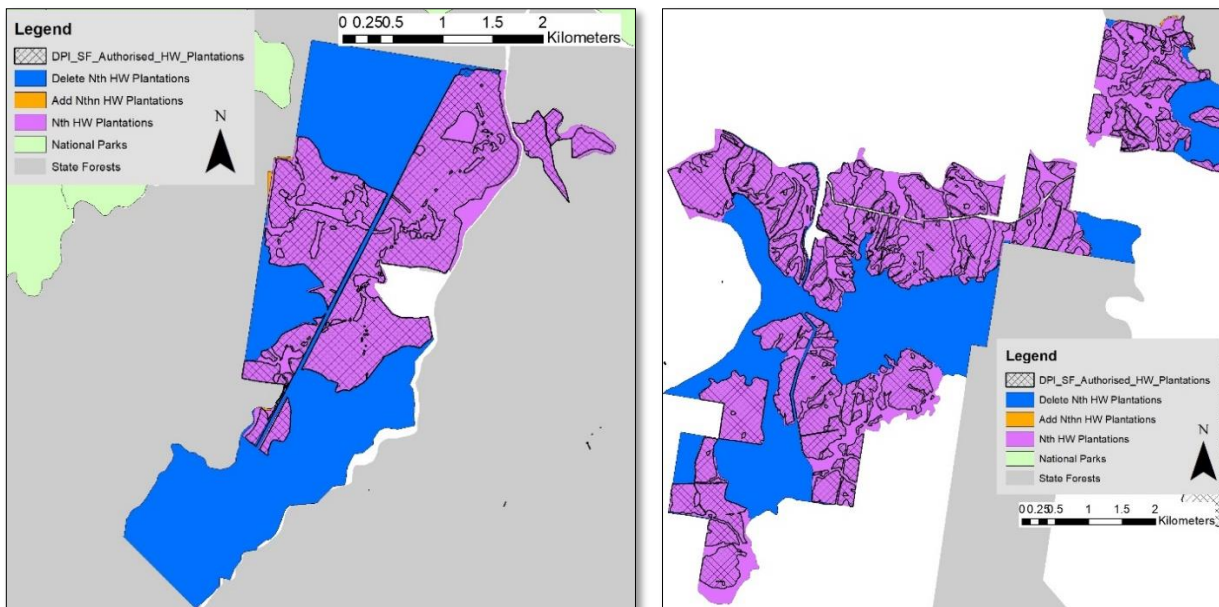 Legend
DPI_SF_Authorised_HW_Plantations
Delete Nth HW Plantations
Add Nthn HW Plantations
Nth HW Plantations
National Parks
State Forests
N
0 0.25 0.5 1 1.5 2
Kilometers
Legend
DPI_SF_Authorised_HW_Plantations
Delete Nth HW Plantations
Add Nthn HW Plantations
Nth HW Plantations
National Parks
State Forests
N
0 0.25 0.5 1 1.5 2
Kilometers